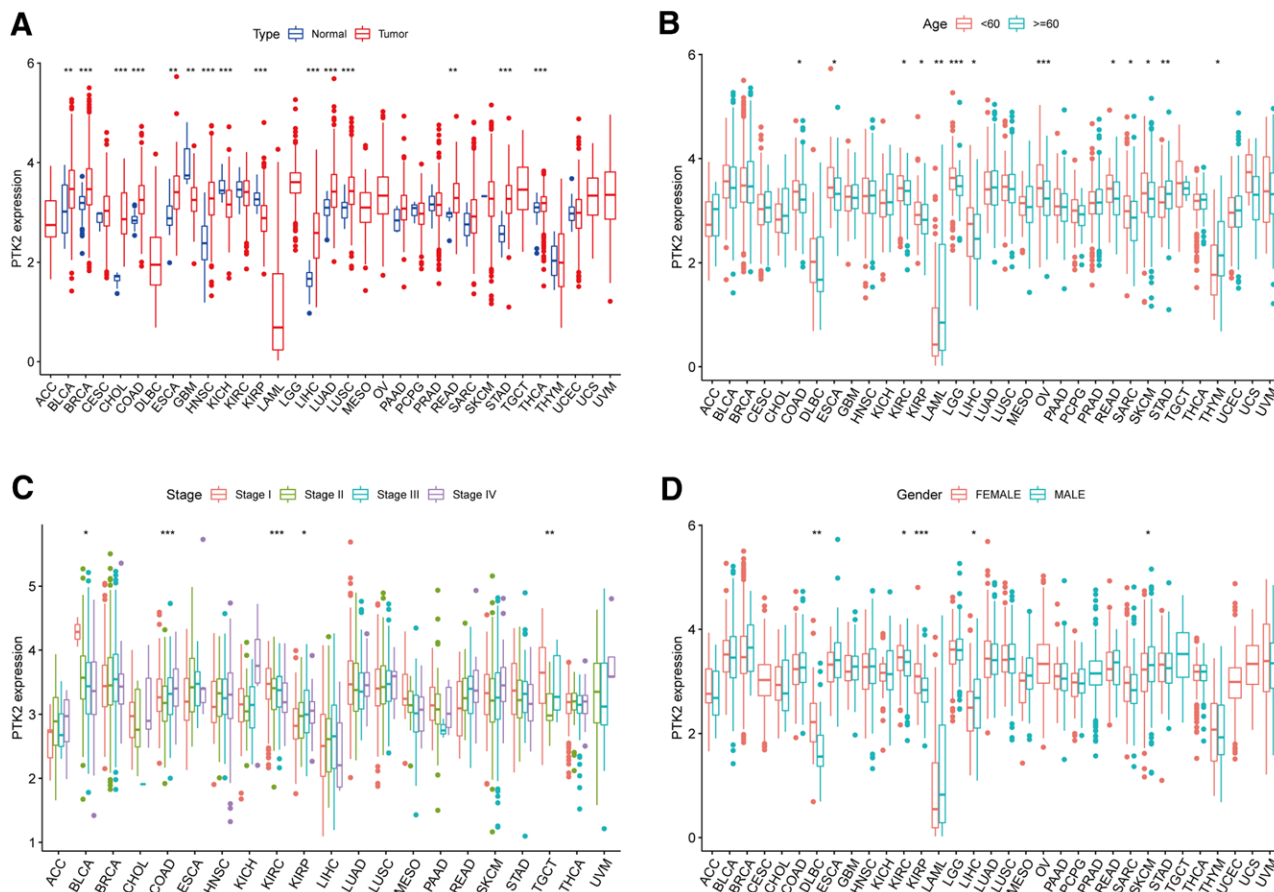 A
Type Normal Tumor
** *** *** *** ** ** *** *** *** *** *** *** ** *** ***
6
4
2
0
PTK2 expression
ACC BLCA BRCA CESC CHOL COAD DLBC ESCA GBM HNSC KICH KIRC KIRP LAML LGG LIHC LUAD LUSC MESO OV PAAD PCPG PRAD READ SARC SKCM STAD TGCT THCA THYM UCEC UCS UVM
B
Age <60 >=60
* * * * ** *** * *** * * * ** *
6
4
2
0
PTK2 expression
ACC BLCA BRCA CESC CHOL COAD DLBC ESCA GBM HNSC KICH KIRC KIRP LAML LGG LIHC LUAD LUSC MESO OV PAAD PCPG PRAD READ SARC SKCM STAD TGCT THCA THYM UCEC UCS UVM
C
Stage Stage I Stage II Stage III Stage IV
* *** *** * **
5
4
3
2
1
PTK2 expression
ACC BLCA BRCA CHOL COAD ESCA HNSC KICH KIRC KIRP LIHC LUAD LUSC MESO PAAD READ SKCM STAD TGCT THCA UVM
D
Gender FEMALE MALE
** * *** * *
6
4
2
0
PTK2 expression
ACC BLCA BRCA CESC CHOL COAD DLBC ESCA GBM HNSC KICH KIRC KIRP LAML LGG LIHC LUAD LUSC MESO OV PAAD PCPG PRAD READ SARC SKCM STAD TGCT THCA THYM UCEC UCS UVM